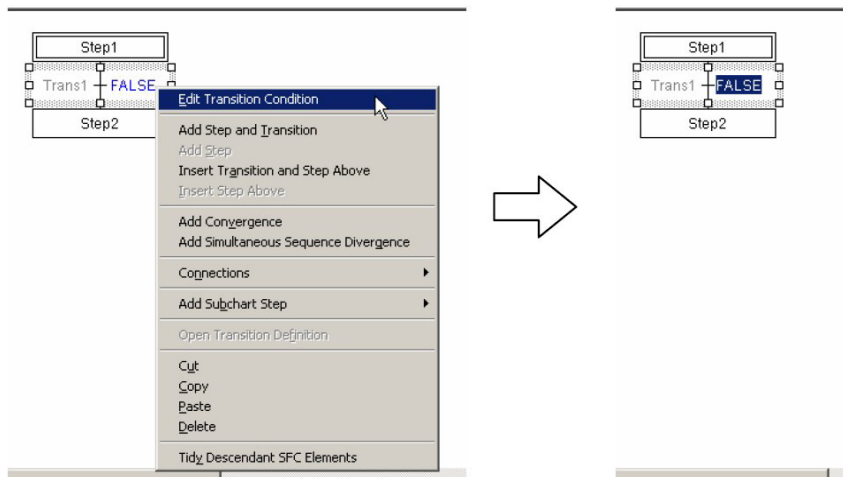 Step1
Trans1 FALSE
Step2
Edit Transition Condition
Add Step and Transition
Add Step
Insert Transition and Step Above
Insert Step Above
Add Convergence
Add Simultaneous Sequence Divergence
Connections
Add Subchart Step
Open Transition Definition
Cut
Copy
Paste
Delete
Tidy Descendant SFC Elements
Step1
Trans1 FALSE
Step2